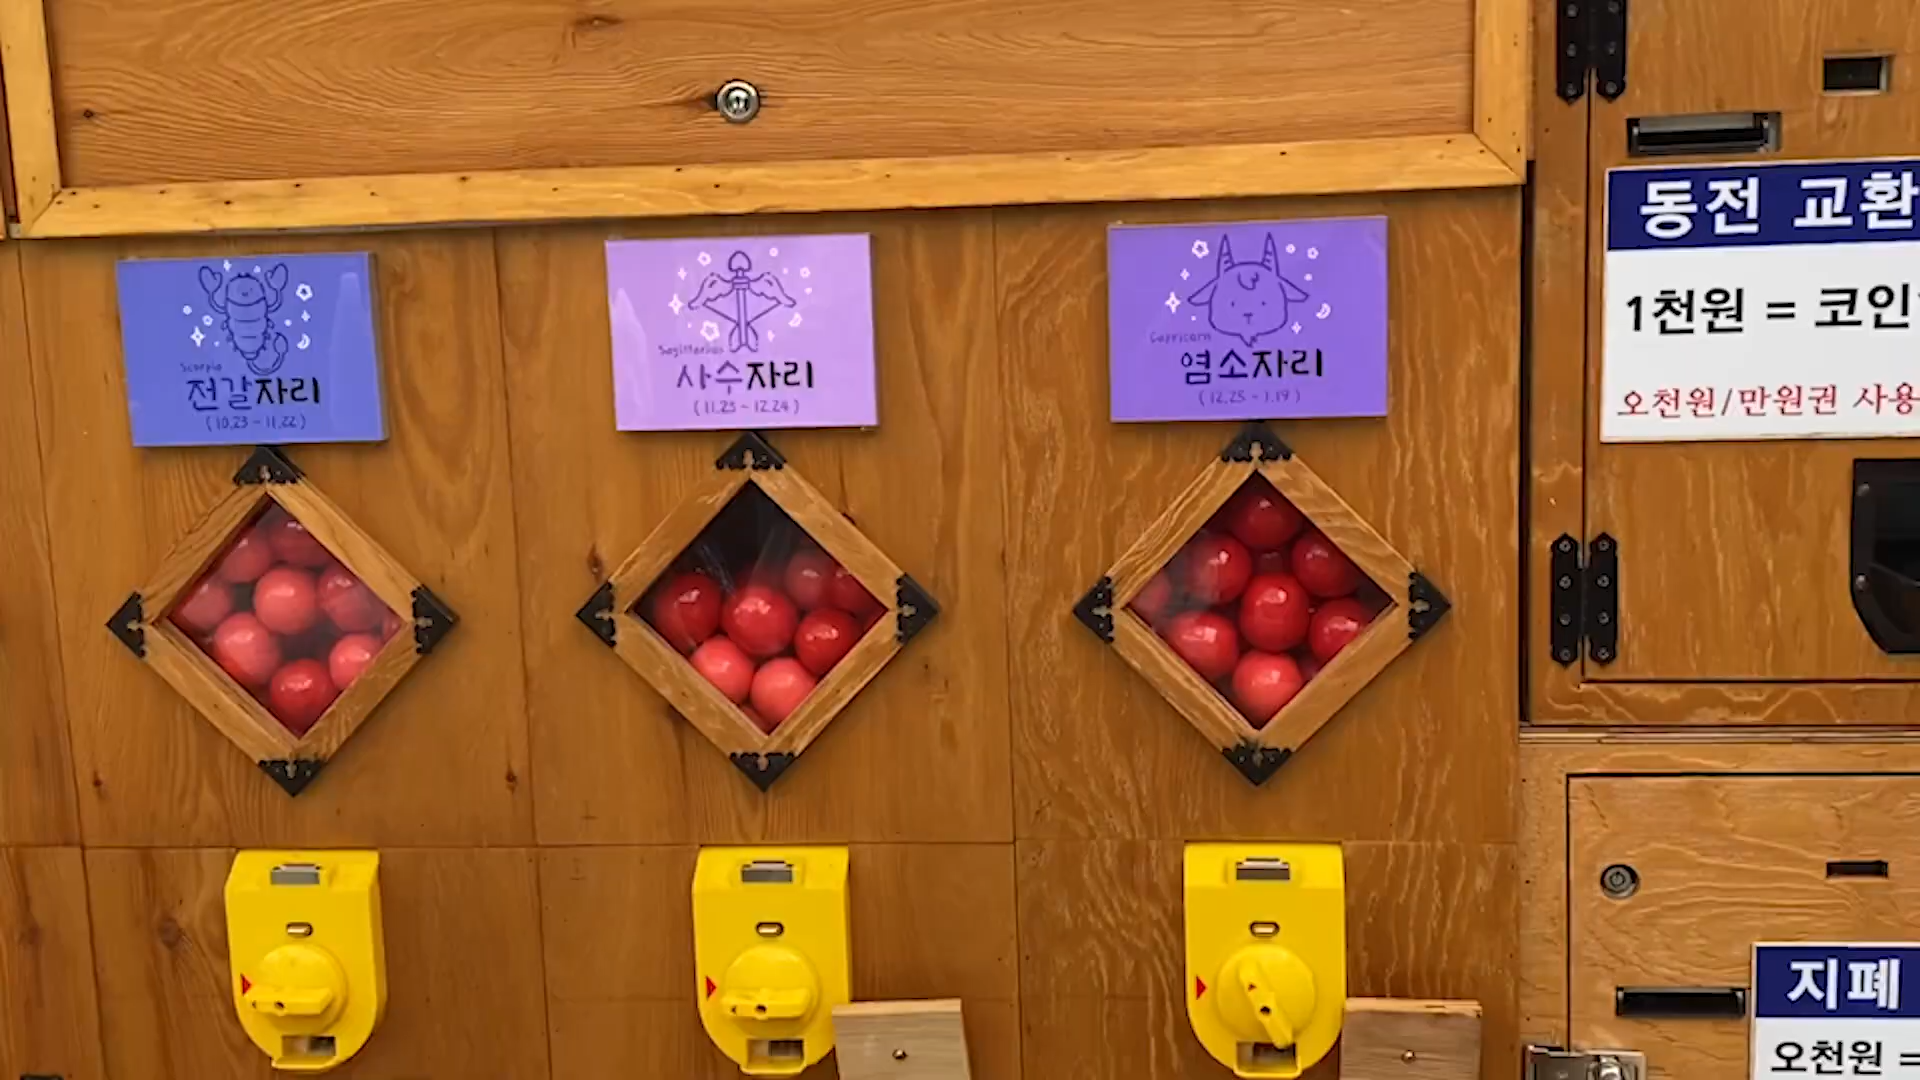 Scorpio
전갈자리
(10.23 ~ 11.22)
Sagittarius
사수자리
(11.23 ~ 12.24)
Capricorn
염소자리
(12.25 ~ 1.19)
동전 교환
1천원 = 코인
오천원/만원권 사용
지폐
오천원 =